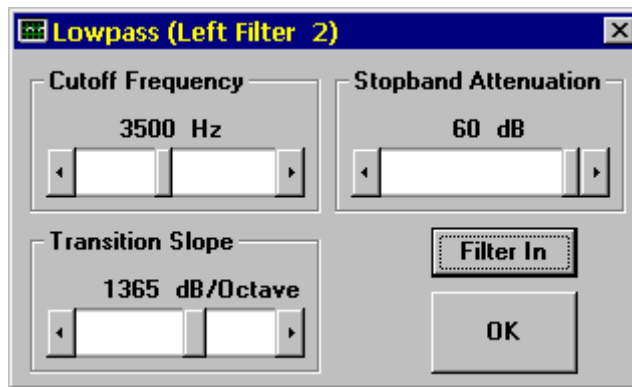 Lowpass (Left Filter  2)
Cutoff Frequency
3500  Hz
Stopband Attenuation
60  dB
Transition Slope
1365  dB/Octave
Filter In
OK